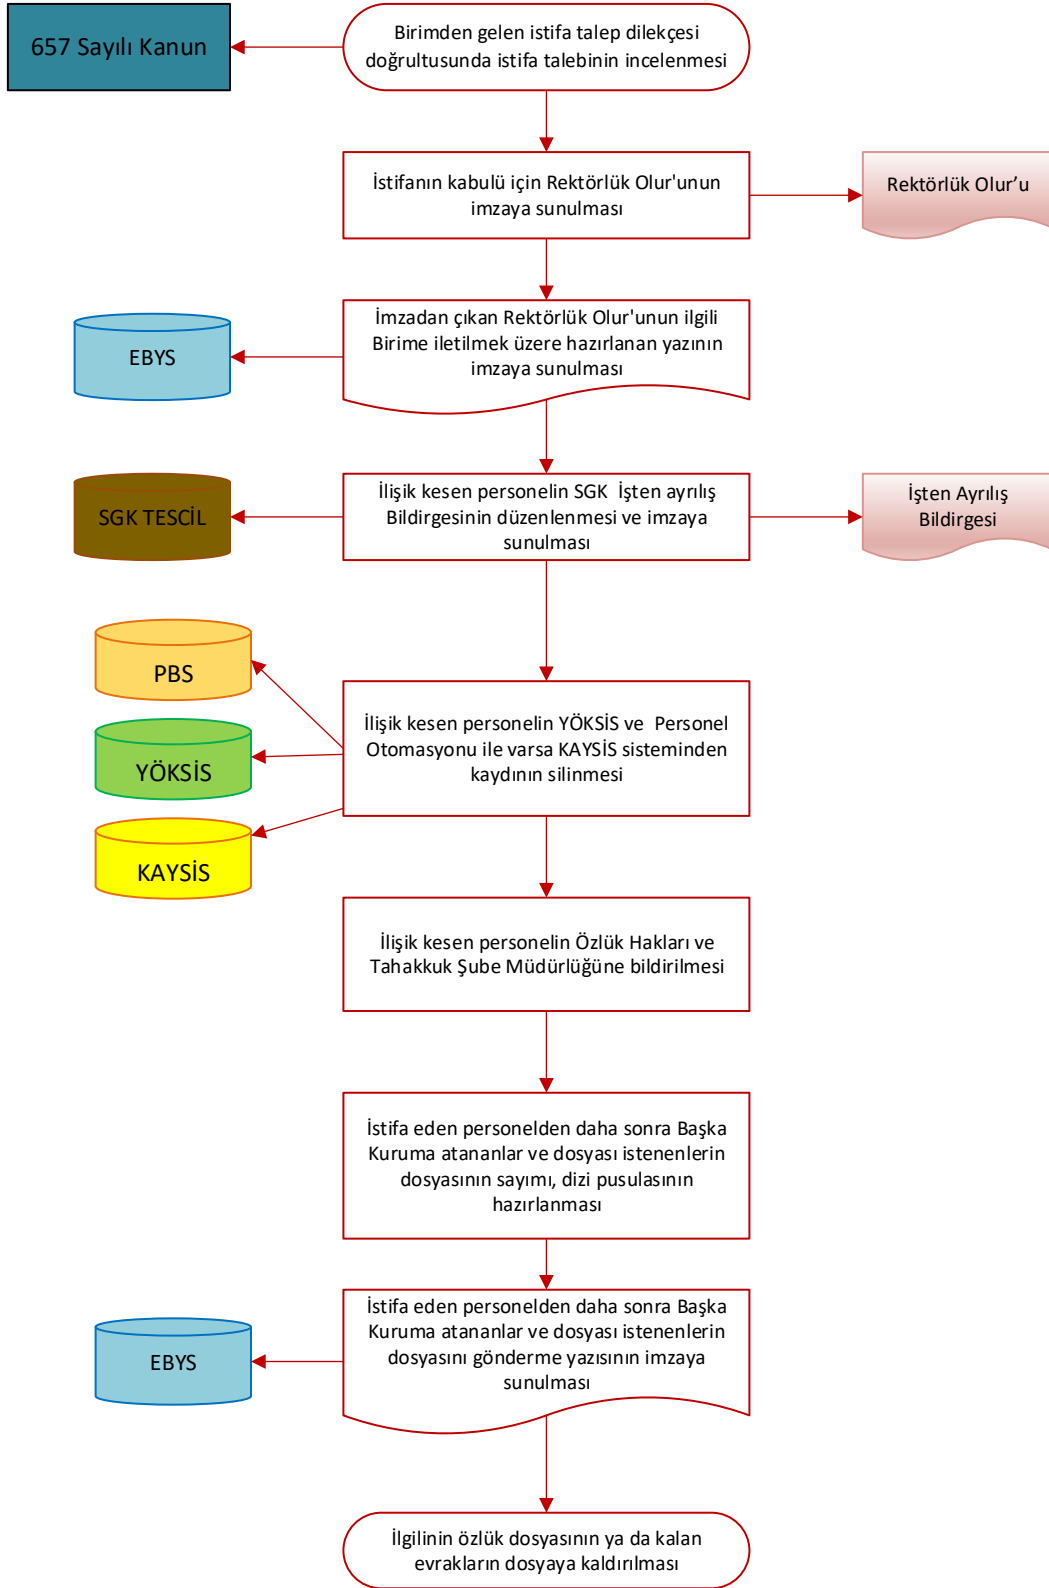 657 Sayılı Kanun
Birimden gelen istifa talep dilekçesi
doğrultusunda istifa talebinin incelenmesi
İstifanın kabulü için Rektörlük Olur'unun
imzaya sunulması
Rektörlük Olur’u
İmzadan çıkan Rektörlük Olur'unun ilgili
Birime iletilmek üzere hazırlanan yazının
imzaya sunulması
EBYS
SGK TESCİL
İlişik kesen personelin SGK İşten ayrılış
Bildirgesinin düzenlenmesi ve imzaya
sunulması
İşten Ayrılış
Bildirgesi
PBS
YÖKSİS
KAYSİS
İlişik kesen personelin YÖKSİS ve Personel
Otomasyonu ile varsa KAYSİS sisteminden
kaydının silinmesi
İlişik kesen personelin Özlük Hakları ve
Tahakkuk Şube Müdürlüğüne bildirilmesi
İstifa eden personelden daha sonra Başka
Kuruma atananlar ve dosyası istenenlerin
dosyasının sayımı, dizi pusulasının
hazırlanması
İstifa eden personelden daha sonra Başka
Kuruma atananlar ve dosyası istenenlerin
dosyasını gönderme yazısının imzaya
sunulması
EBYS
İlgilinin özlük dosyasının ya da kalan
evrakların dosyaya kaldırılması